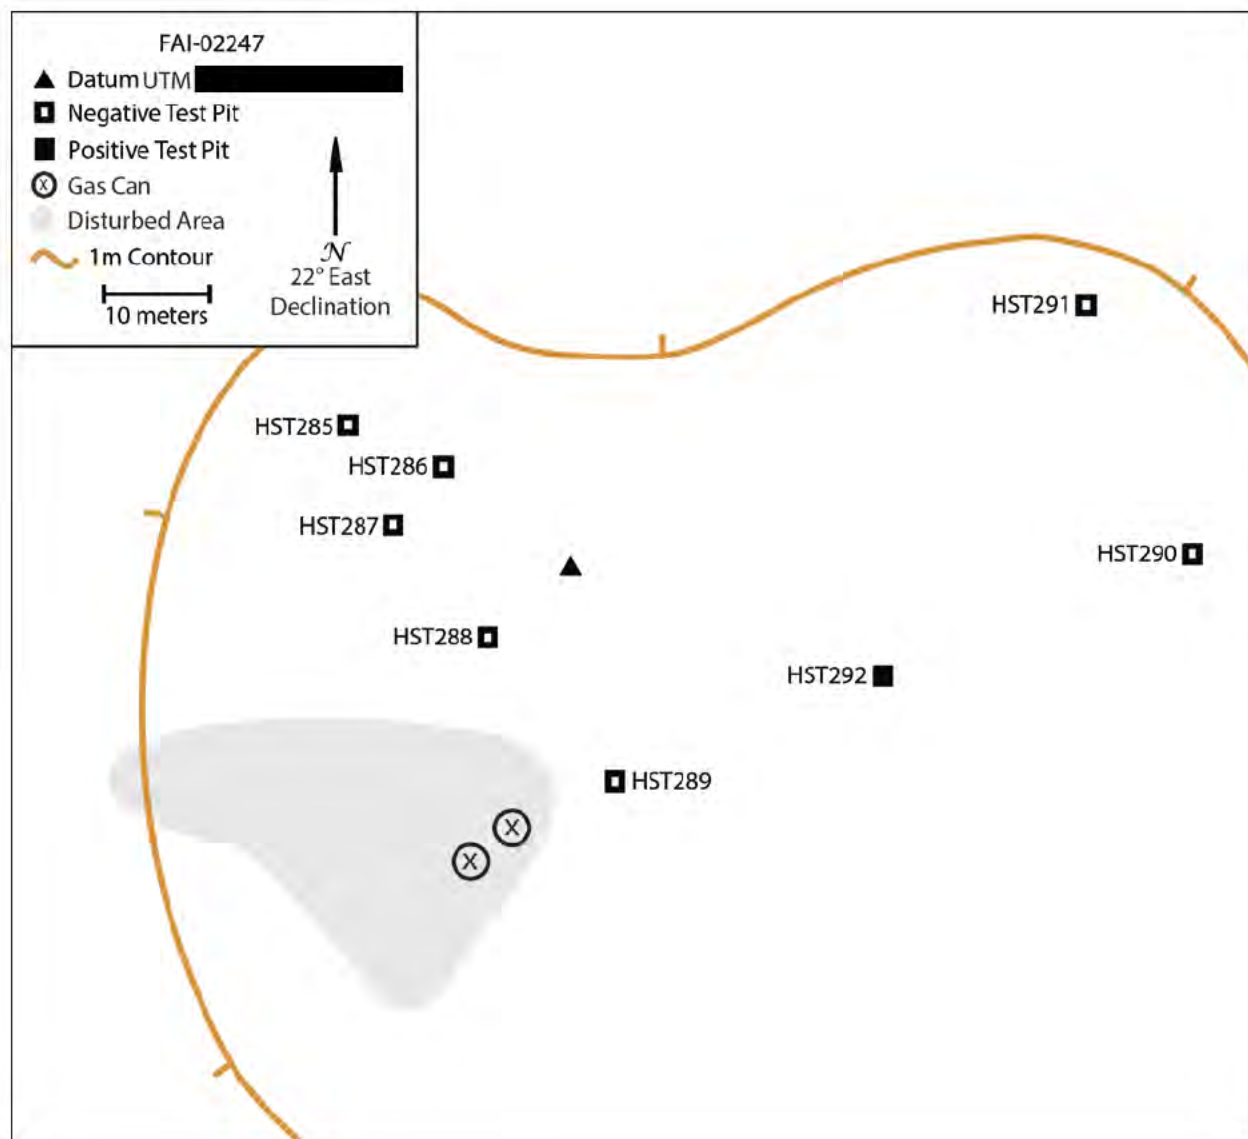 FAI-02247
Datum UTM
Negative Test Pit
Positive Test Pit
X Gas Can
Disturbed Area
1m Contour
10 meters
N
22° East
Declination
HST291
HST285
HST286
HST287
HST290
HST288
HST292
HST289
X
X